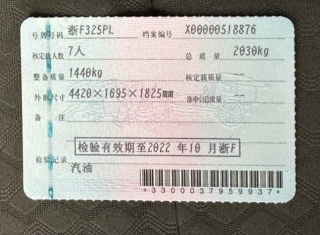 号牌号码 浙F325PL 档案编号 X00000518876
核定载人数 7人 总质量 2030kg
整备质量 1440kg 核定载质量 --
外廓尺寸 4420×1695×1825 准牵引总质量 --
检验有效期至2022 年10 月浙F
检验记录
汽油
*3300037959937*